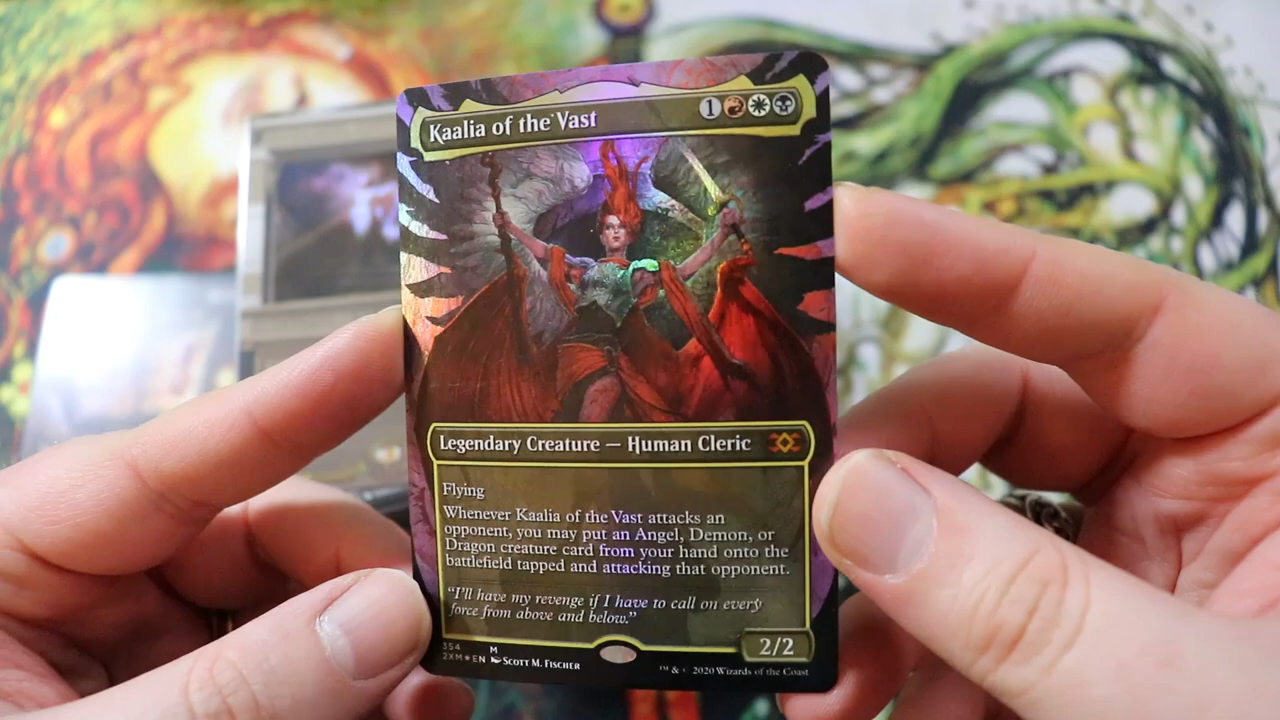 Kaalia of the Vast 1
Legendary Creature — Human Cleric
Flying
Whenever Kaalia of the Vast attacks an
opponent, you may put an Angel, Demon, or
Dragon creature card from your hand onto the
battlefield tapped and attacking that opponent.
"I'll have my revenge if I have to call on every
force from above and below."
2/2
354 M
2XM★EN SCOTT M. FISCHER
™ & © 2020 Wizards of the Coast